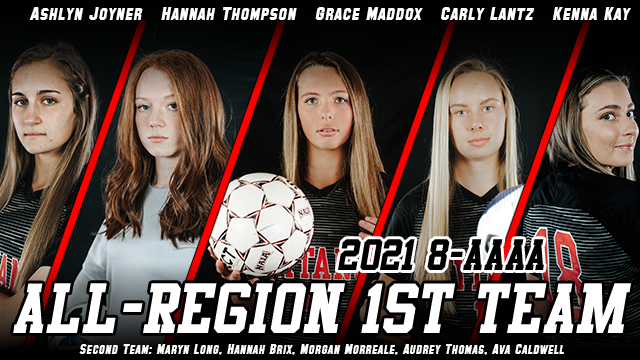 Ashlyn Joyner Hannah Thompson Grace Maddox Carly Lantz Kenna Kay
2021 8-AAAA
ALL-REGION 1ST TEAM
Second Team: Maryn Long, Hannah Brix, Morgan Morreale, Audrey Thomas, Ava Caldwell
18